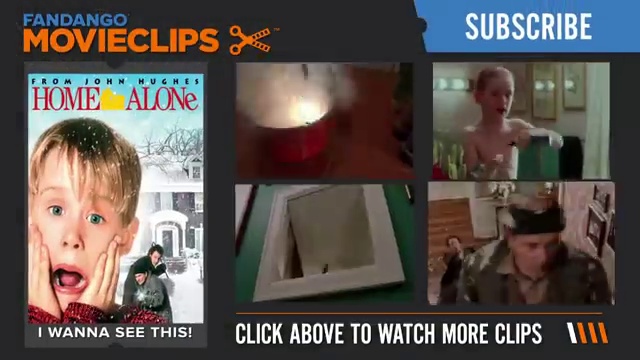 FANDANGO
MOVIECLIPS
SUBSCRIBE
FROM JOHN HUGHES
HOME ALONe
I WANNA SEE THIS!
CLICK ABOVE TO WATCH MORE CLIPS